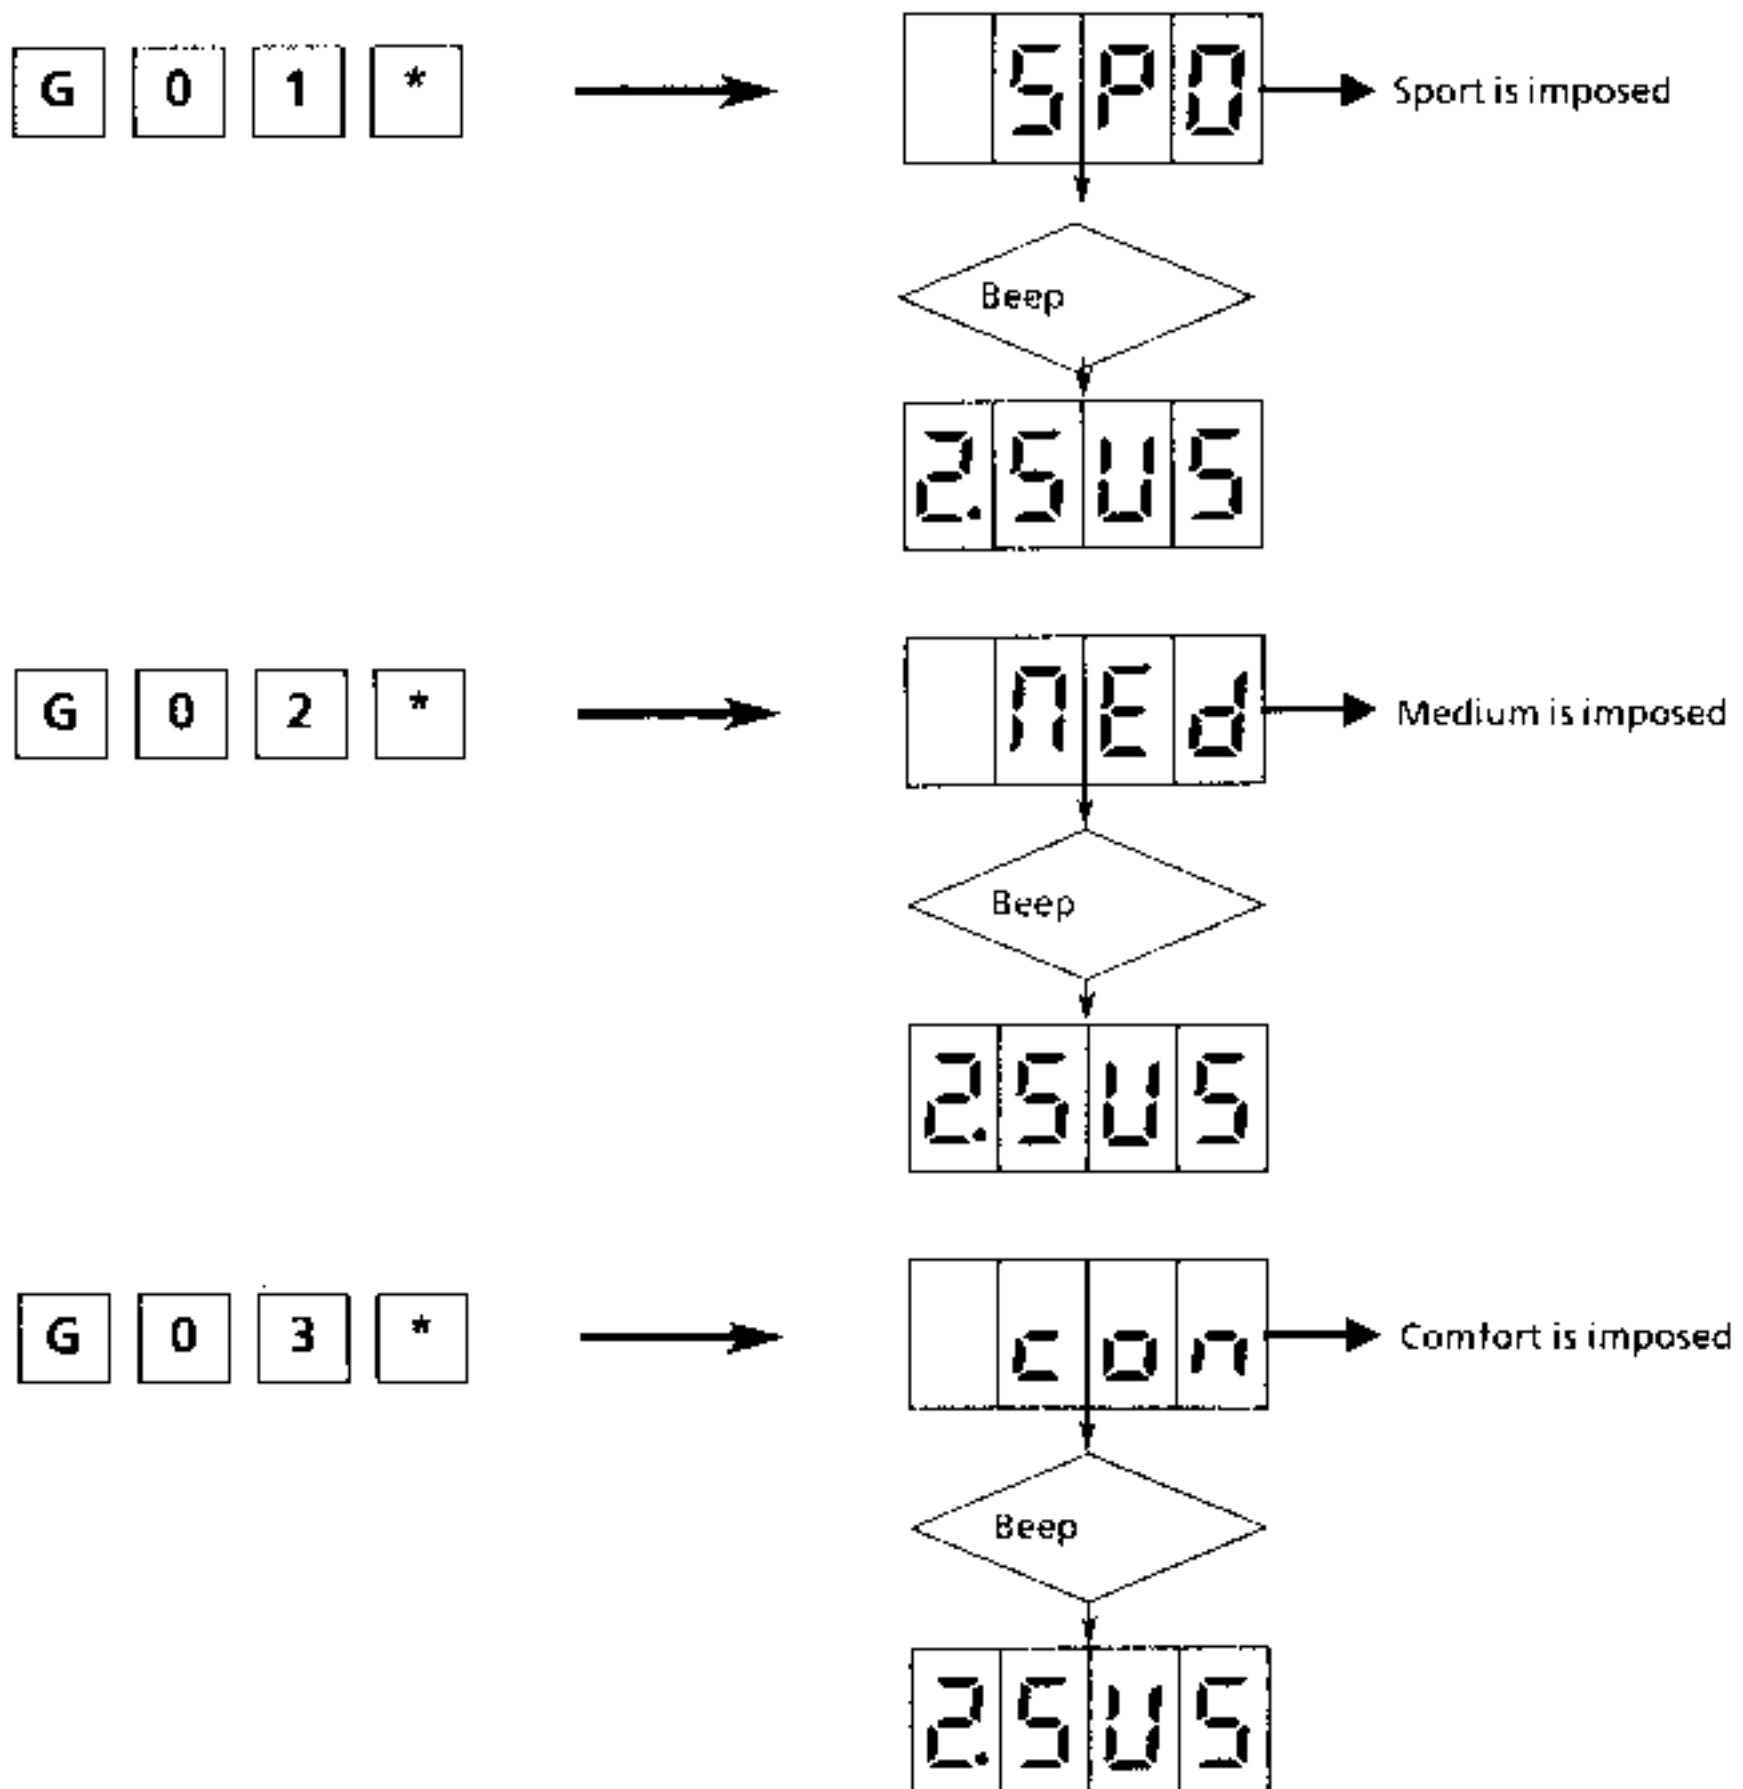 G 0 1 * SPO Sport is imposed
Beep
2.SUS
G 0 2 * MEd Medium is imposed
Beep
2.SUS
G 0 3 * con Comfort is imposed
Beep
2.SUS